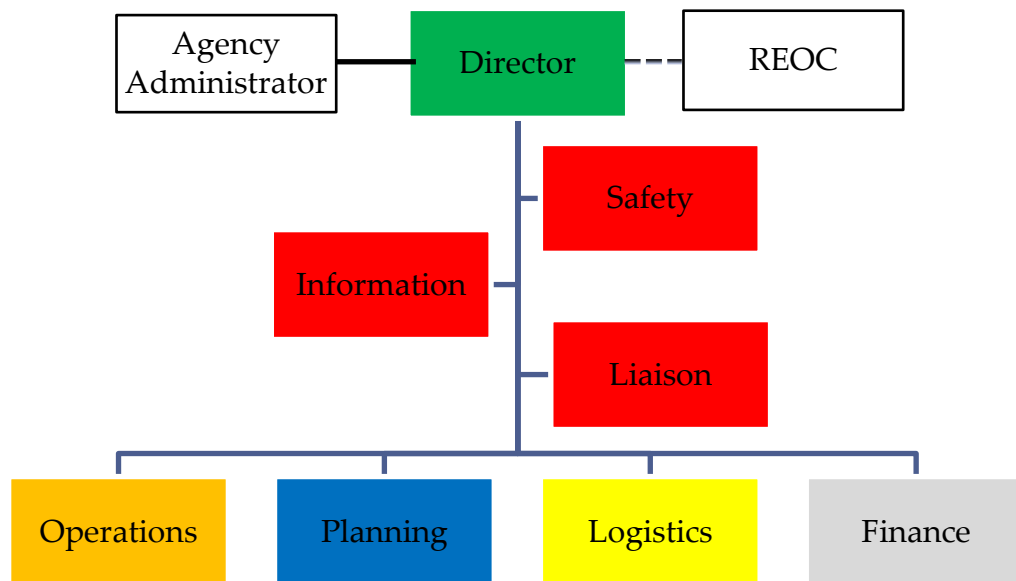 Agency
Administrator
Director
REOC
Safety
Information
Liaison
Operations
Planning
Logistics
Finance